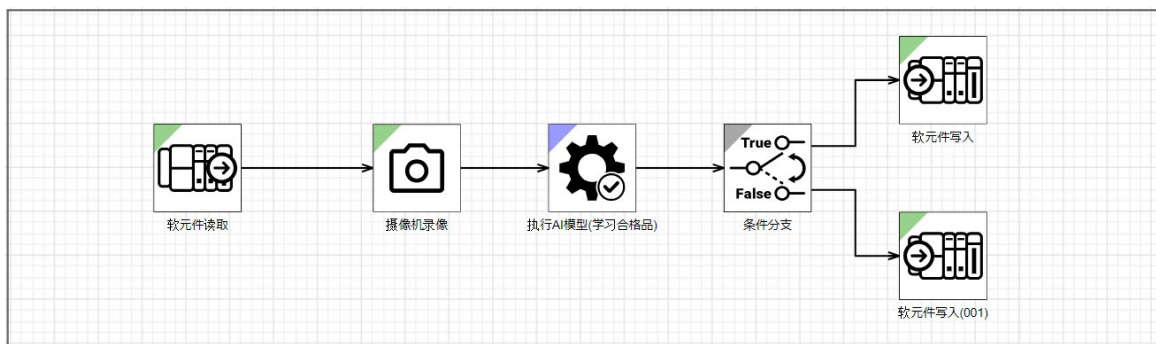 软元件读取
摄像机录像
执行AI模型(学习合格品)
True
False
条件分支
软元件写入
软元件写入(001)